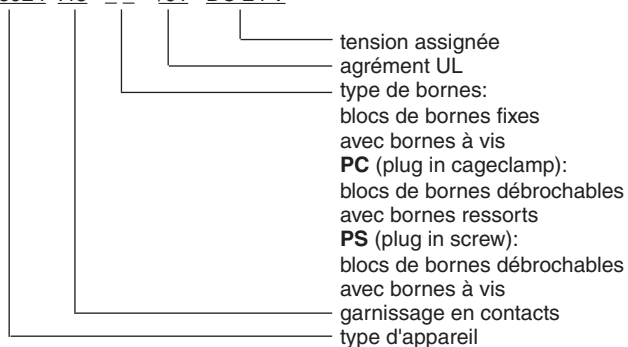 tension assignée
agrément UL
type de bornes:
blocs de bornes fixes
avec bornes à vis
PC (plug in cageclamp):
blocs de bornes débrochables
avec bornes ressorts
PS (plug in screw):
blocs de bornes débrochables
avec bornes à vis
garnissage en contacts
type d'appareil